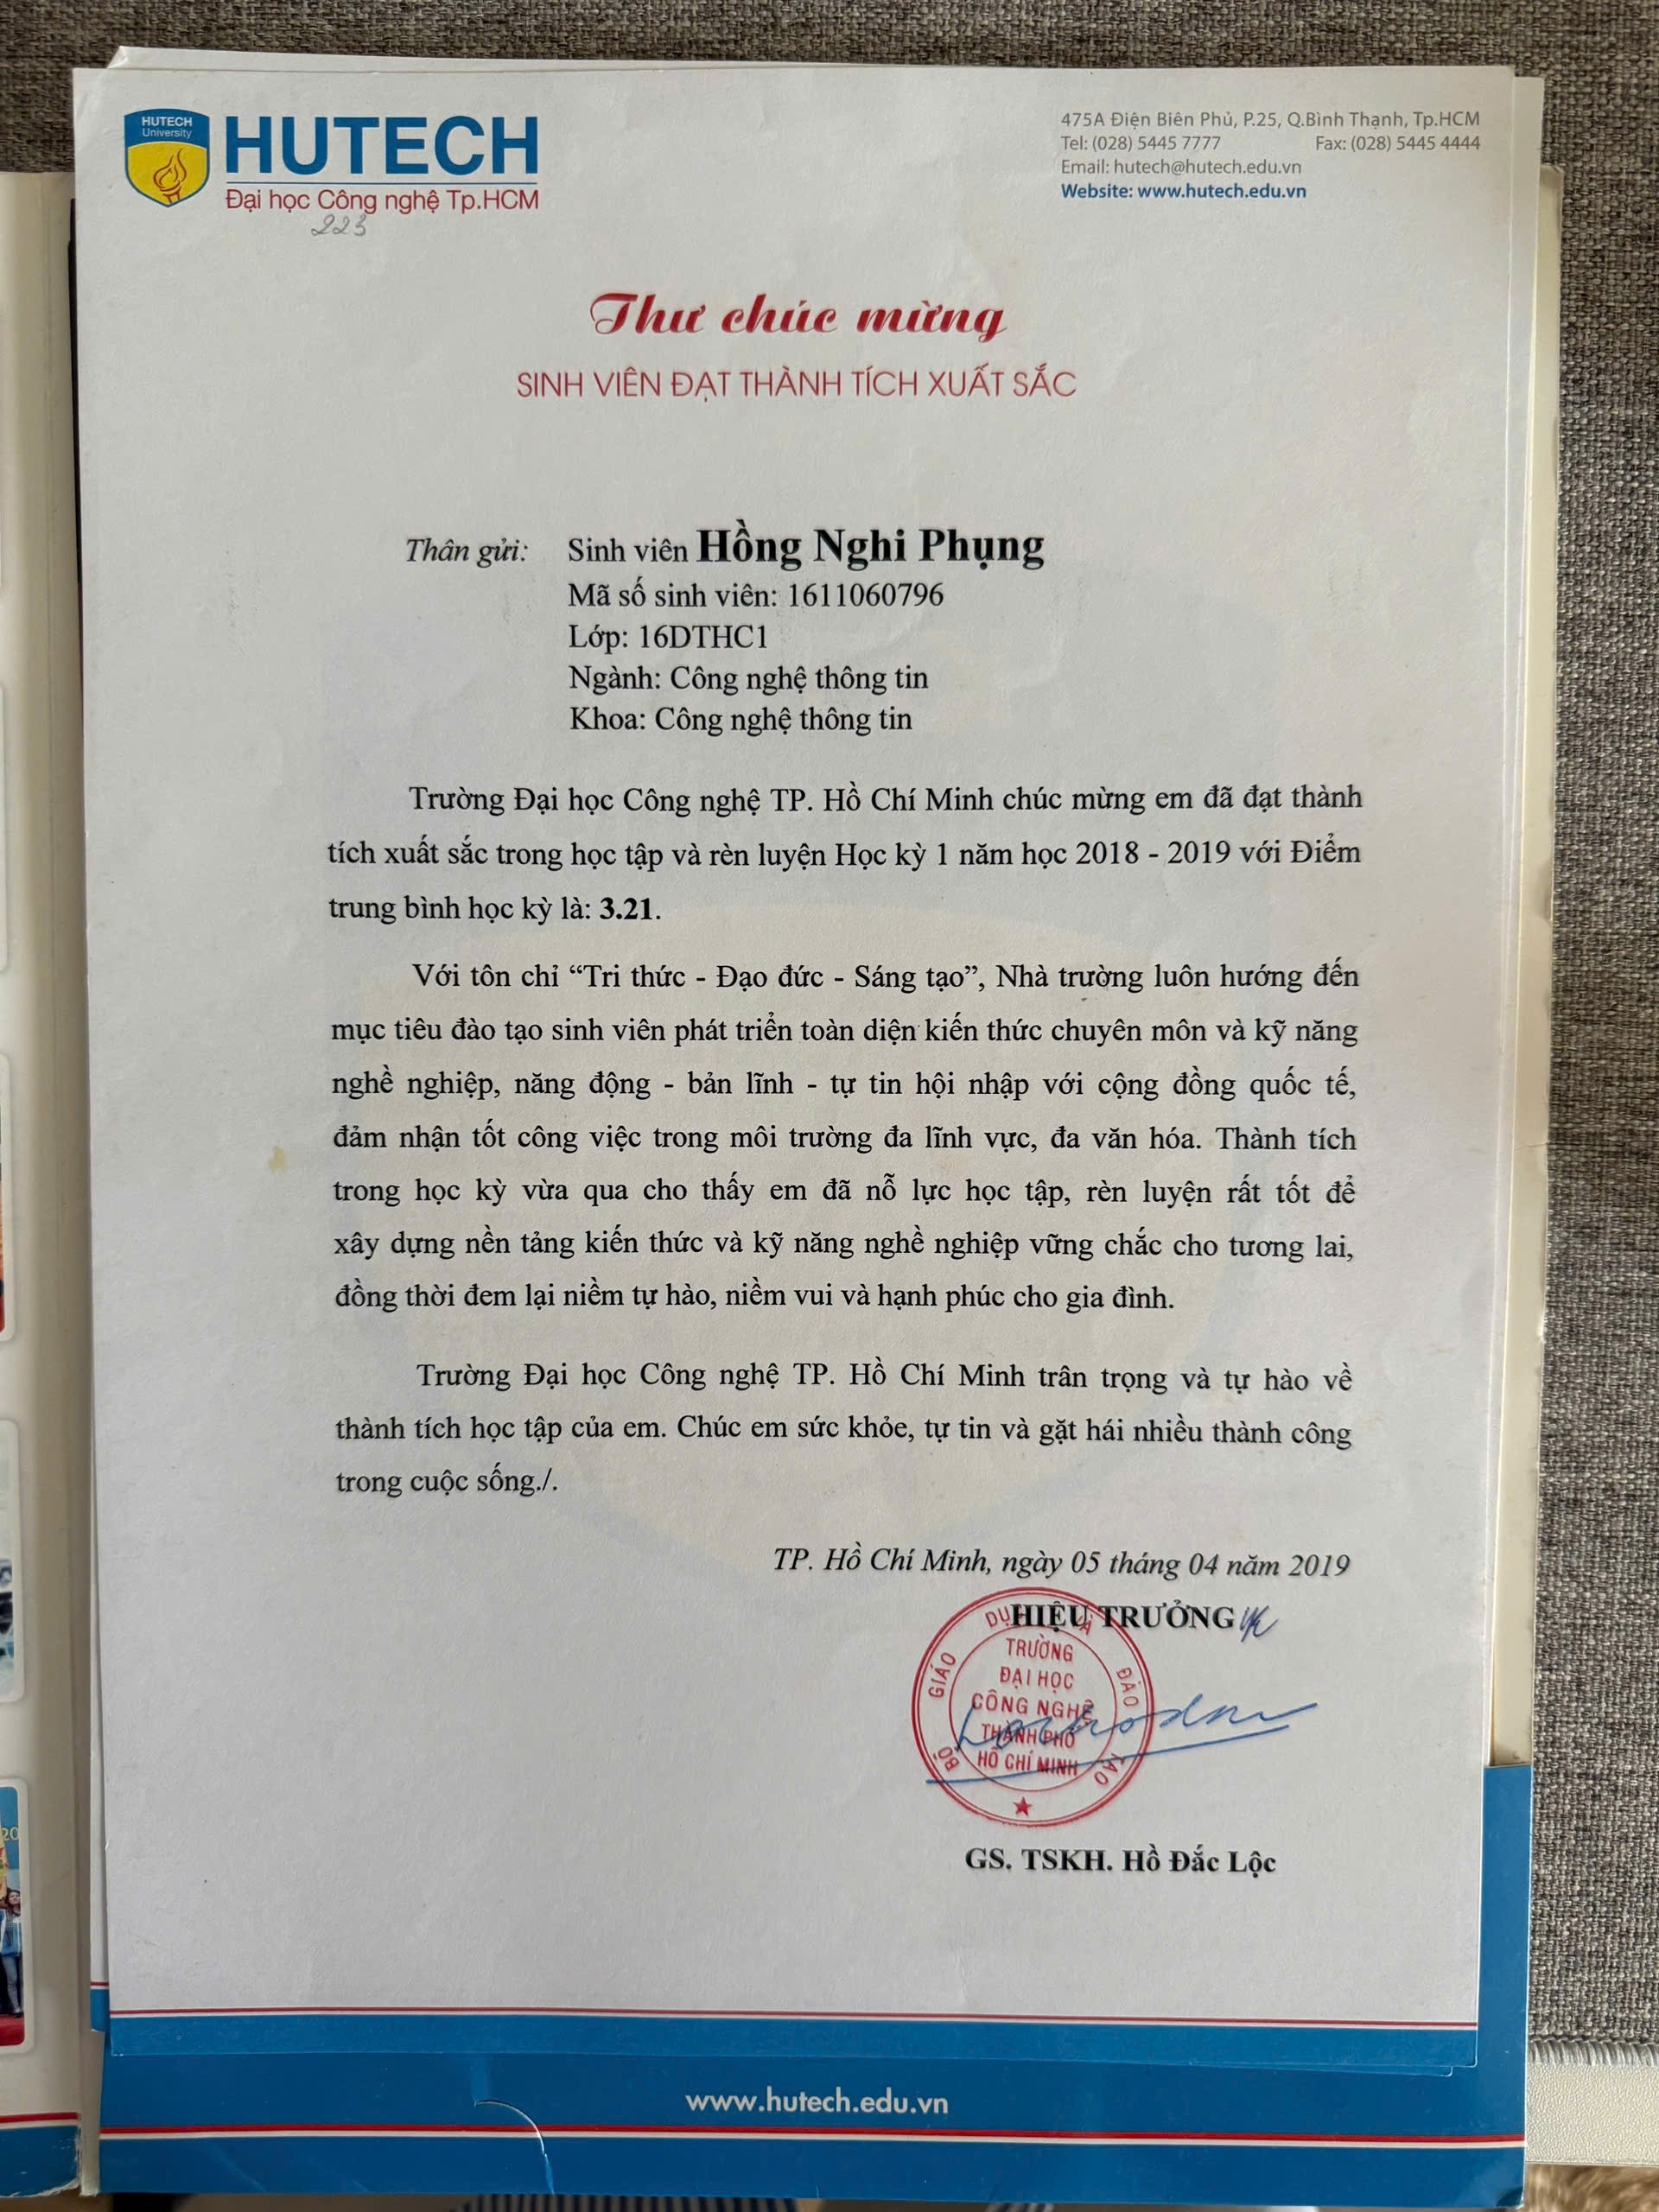 HUTECH
University
HUTECH
Đại học Công nghệ Tp.HCM
223
475A Điện Biên Phủ, P.25, Q.Bình Thạnh, Tp.HCM
Tel: (028) 5445 7777 Fax: (028) 5445 4444
Email: hutech@hutech.edu.vn
Website: www.hutech.edu.vn
Thư chúc mừng
SINH VIÊN ĐẠT THÀNH TÍCH XUẤT SẮC
Thân gửi: Sinh viên Hồng Nghi Phụng
Mã số sinh viên: 1611060796
Lớp: 16DTHC1
Ngành: Công nghệ thông tin
Khoa: Công nghệ thông tin
Trường Đại học Công nghệ TP. Hồ Chí Minh chúc mừng em đã đạt thành
tích xuất sắc trong học tập và rèn luyện Học kỳ 1 năm học 2018 - 2019 với Điểm
trung bình học kỳ là: 3.21.
Với tôn chỉ “Tri thức - Đạo đức - Sáng tạo”, Nhà trường luôn hướng đến
mục tiêu đào tạo sinh viên phát triển toàn diện kiến thức chuyên môn và kỹ năng
nghề nghiệp, năng động - bản lĩnh - tự tin hội nhập với cộng đồng quốc tế,
đảm nhận tốt công việc trong môi trường đa lĩnh vực, đa văn hóa. Thành tích
trong học kỳ vừa qua cho thấy em đã nỗ lực học tập, rèn luyện rất tốt để
xây dựng nền tảng kiến thức và kỹ năng nghề nghiệp vững chắc cho tương lai,
đồng thời đem lại niềm tự hào, niềm vui và hạnh phúc cho gia đình.
Trường Đại học Công nghệ TP. Hồ Chí Minh trân trọng và tự hào về
thành tích học tập của em. Chúc em sức khỏe, tự tin và gặt hái nhiều thành công
trong cuộc sống./.
TP. Hồ Chí Minh, ngày 05 tháng 04 năm 2019
HIỆU TRƯỞNG
BỘ GIÁO DỤC VÀ ĐÀO TẠO
TRƯỜNG
ĐẠI HỌC
CÔNG NGHỆ
THÀNH PHỐ
HỒ CHÍ MINH
GS. TSKH. Hồ Đắc Lộc
20
www.hutech.edu.vn